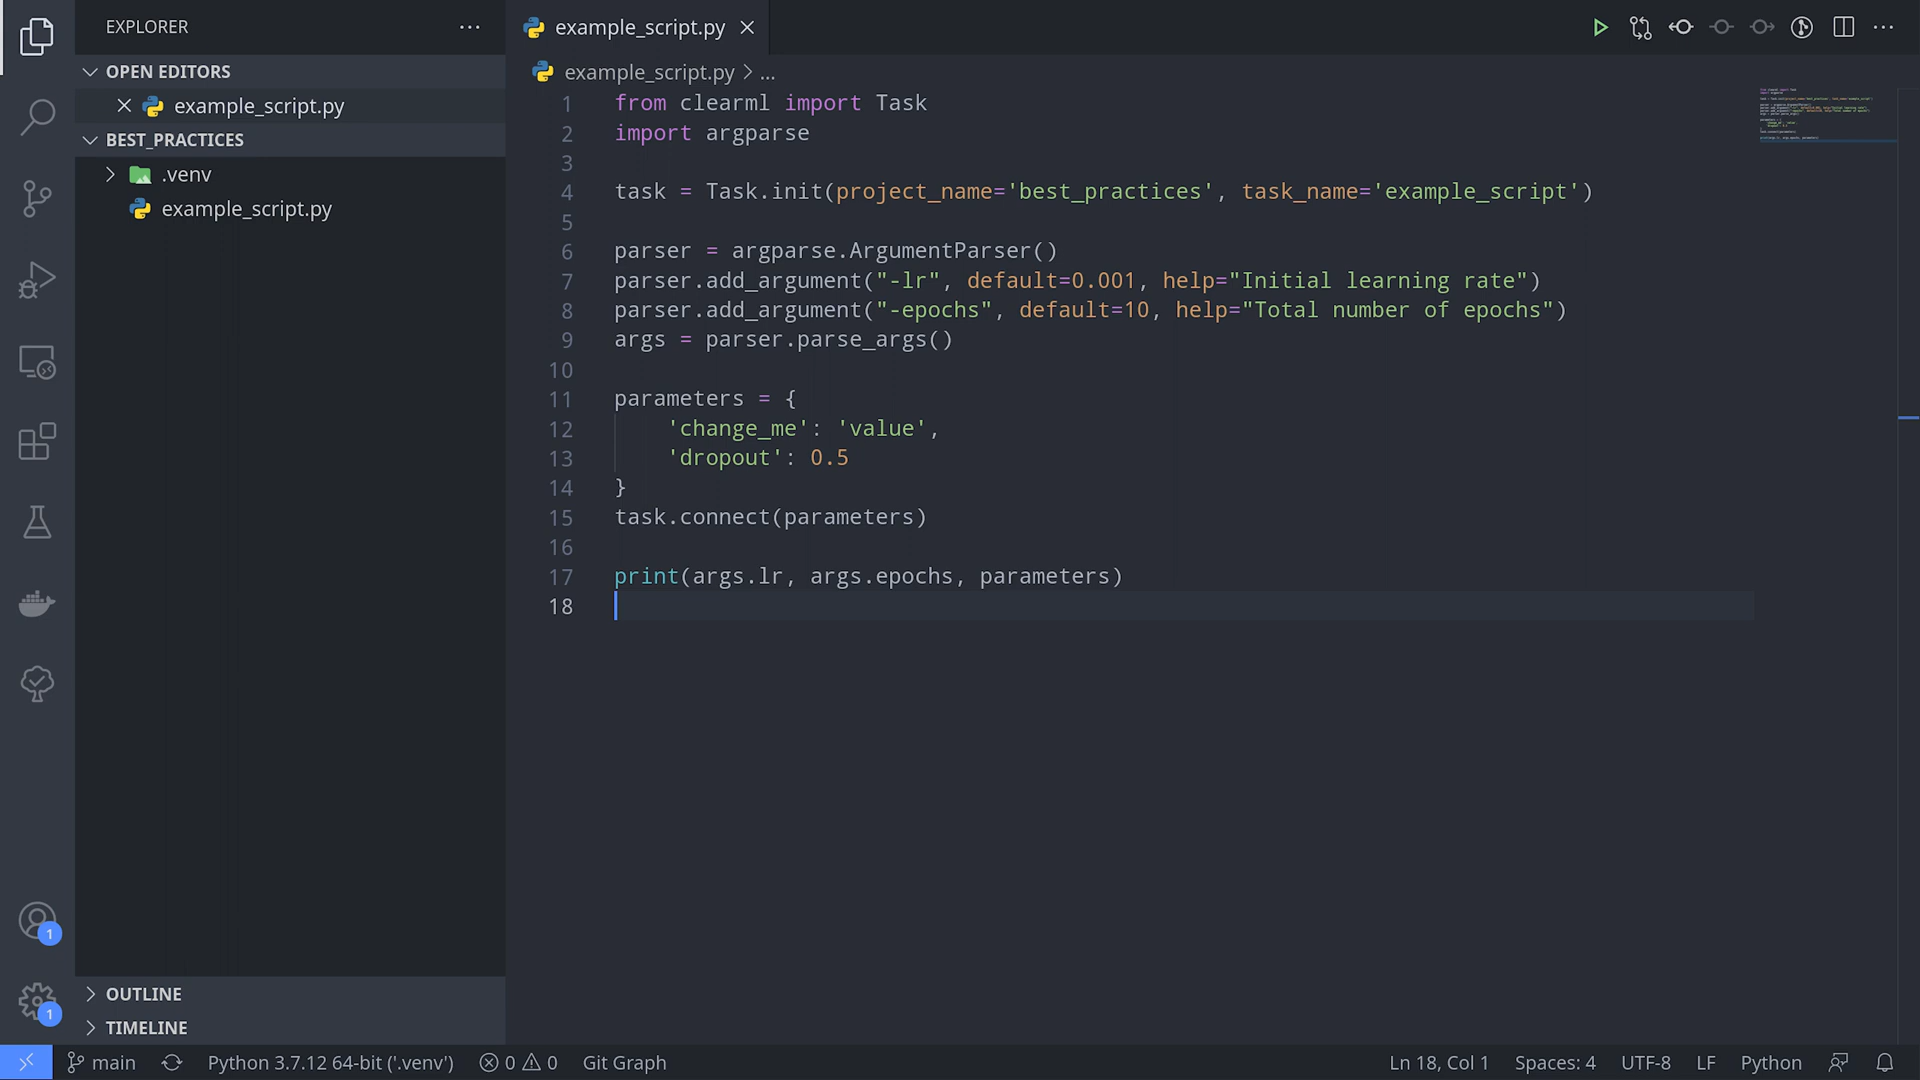 EXPLORER
OPEN EDITORS
example_script.py
BEST_PRACTICES
.venv
example_script.py
OUTLINE
TIMELINE
example_script.py
example_script.py > ...
1 from clearml import Task
2 import argparse
3
4 task = Task.init(project_name='best_practices', task_name='example_script')
5
6 parser = argparse.ArgumentParser()
7 parser.add_argument("-lr", default=0.001, help="Initial learning rate")
8 parser.add_argument("-epochs", default=10, help="Total number of epochs")
9 args = parser.parse_args()
10
11 parameters = {
12     'change_me': 'value',
13     'dropout': 0.5
14 }
15 task.connect(parameters)
16
17 print(args.lr, args.epochs, parameters)
18
1
1
main Python 3.7.12 64-bit ('.venv') 0 0 Git Graph Ln 18, Col 1 Spaces: 4 UTF-8 LF Python